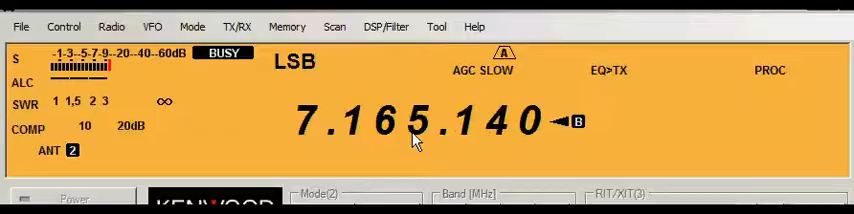 File Control Radio VFO Mode TX/RX Memory Scan DSP/Filter Tool Help
S -1-3--5-7-9--20--40--60dB BUSY LSB A
AGC SLOW EQ>TX PROC
ALC
SWR 1 1,5 2 3 ∞
7.165.140 ◄B
COMP 10 20dB
ANT 2
Power KENWOOD Mode(2) Band [MHz] RIT/XIT(3)